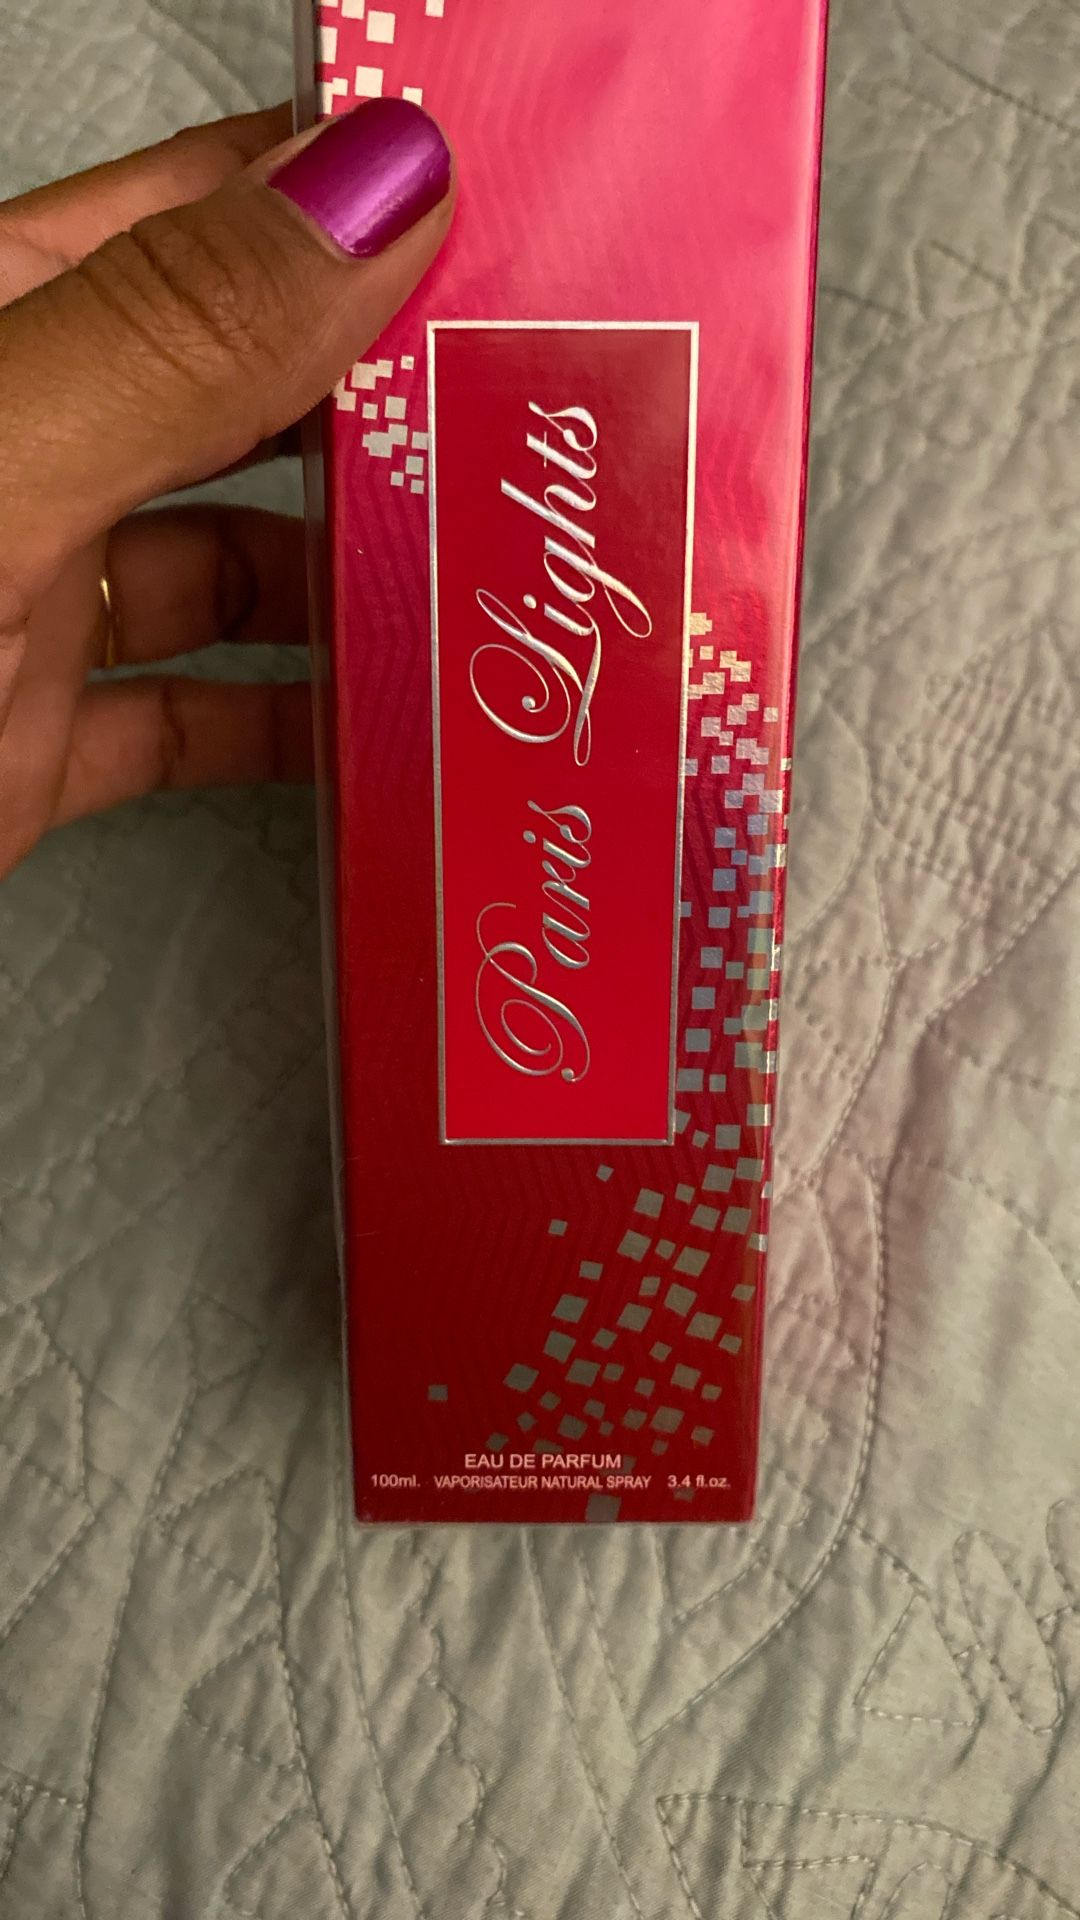 Paris Lights
EAU DE PARFUM
100ml. VAPORISATEUR NATURAL SPRAY 3.4 fl.oz.